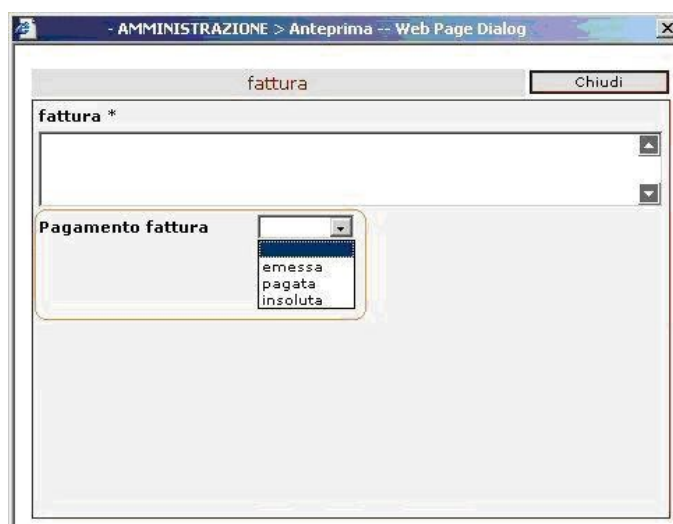 - AMMINISTRAZIONE > Anteprima -- Web Page Dialog
fattura
Chiudi
fattura *
Pagamento fattura
emessa
pagata
insoluta